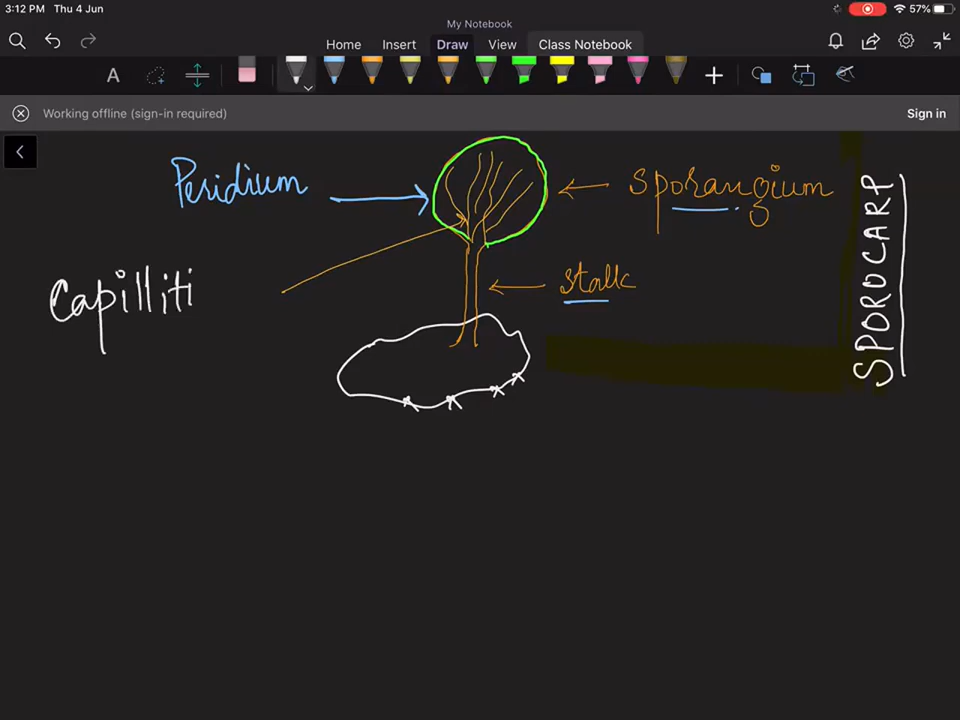 3:12 PM Thu 4 Jun
57%
My Notebook
Home Insert Draw View Class Notebook
A
Working offline (sign-in required)
Sign in
Peridium
Sporangium
Capilliti
Stalk
SPOROCARP